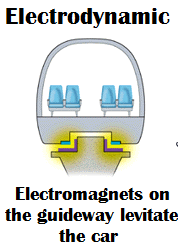 Electrodynamic
Electromagnets on
the guideway levitate
the car